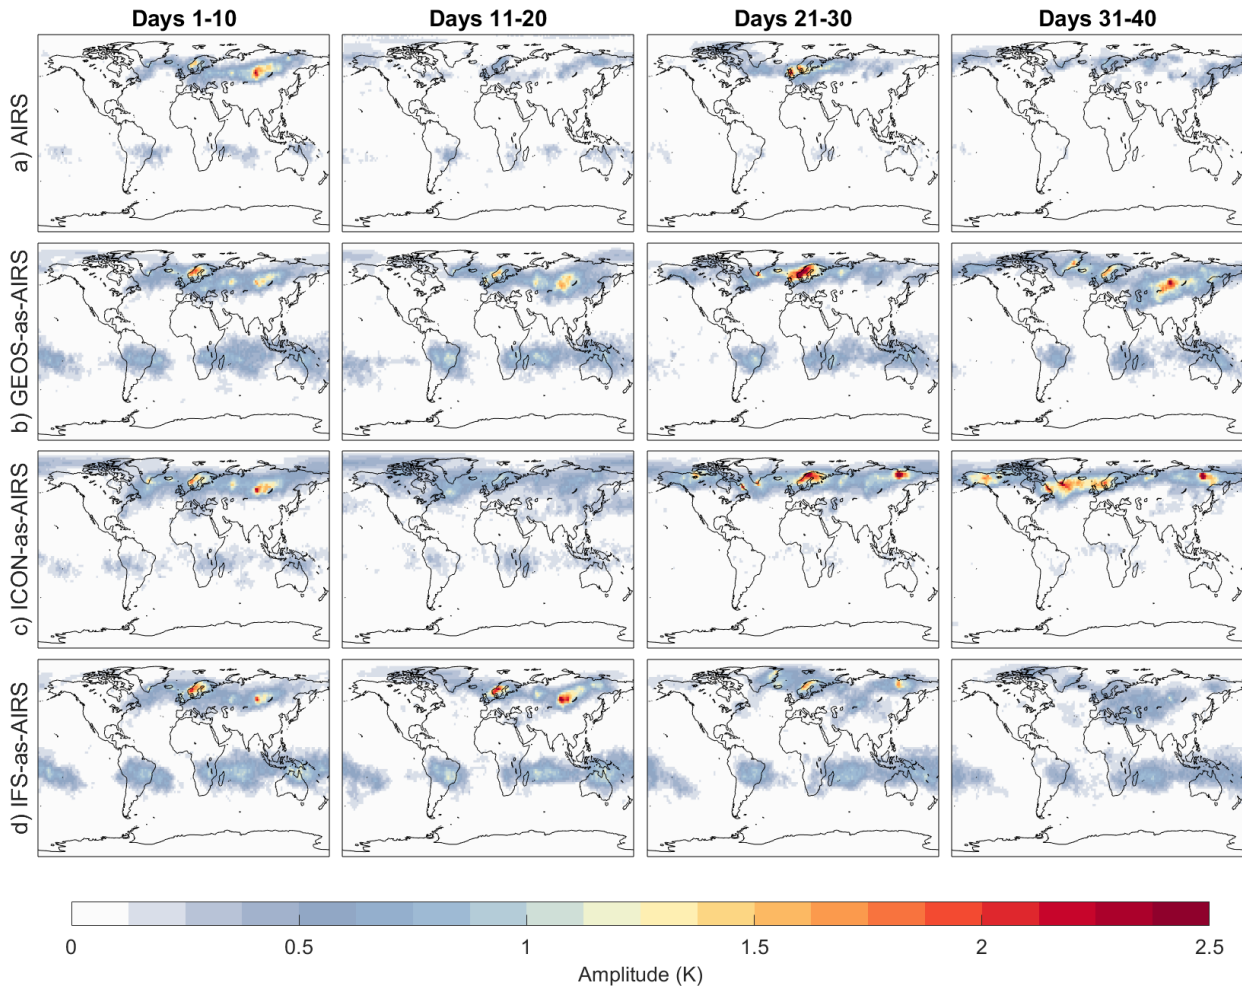 Days 1-10
Days 11-20
Days 21-30
Days 31-40
a) AIRS
b) GEOS-as-AIRS
c) ICON-as-AIRS
d) IFS-as-AIRS
0 0.5 1 1.5 2 2.5
Amplitude (K)